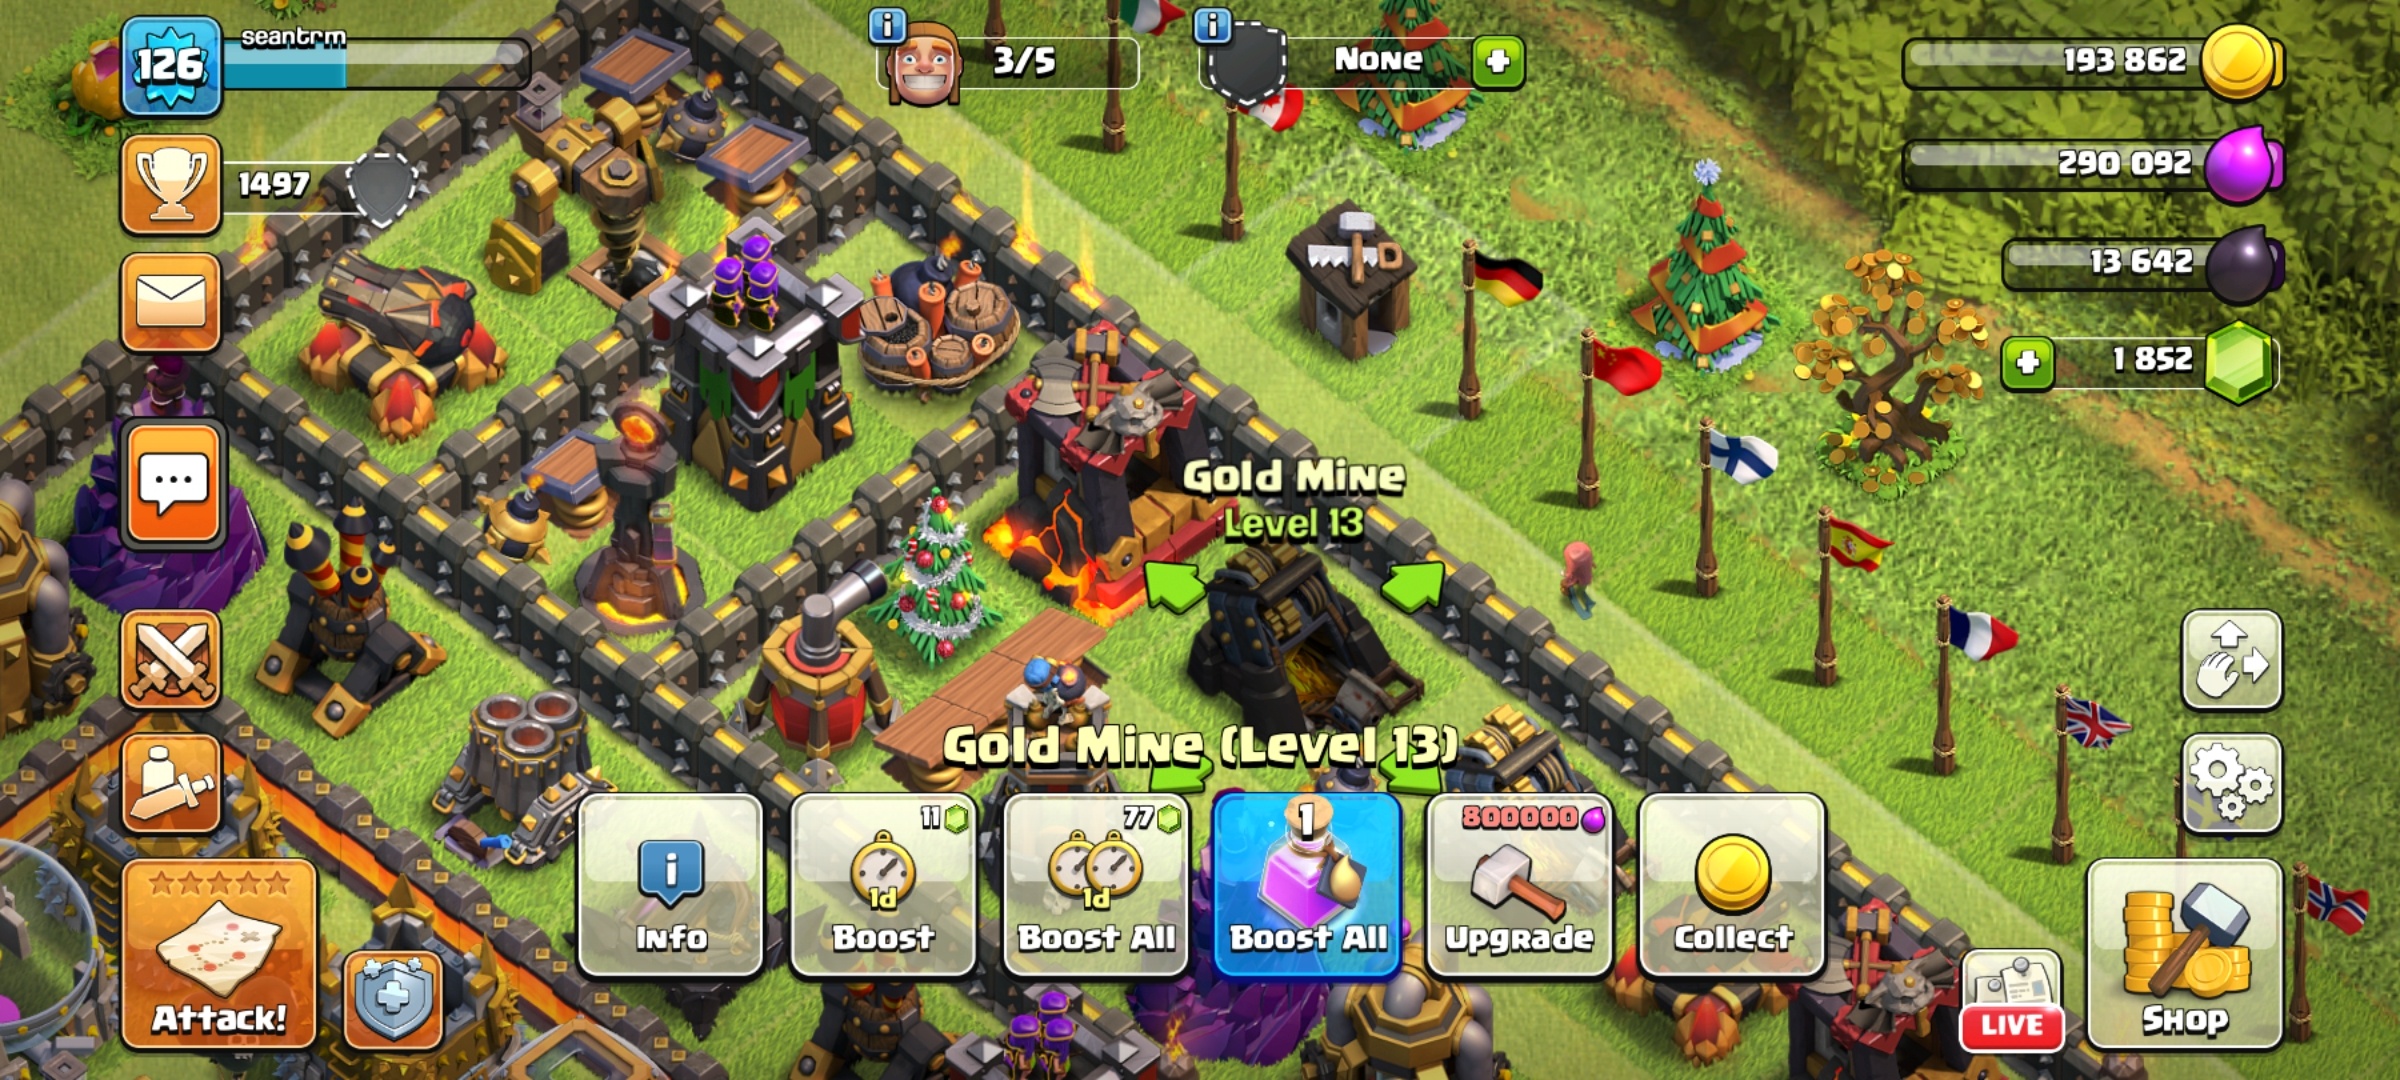 seantrm
126
3/5
None
193 862
1497
290 092
13 642
1 852
Gold Mine
Level 13
Gold Mine (Level 13)
11
77
1
800000
1d
1d
Info
Boost
Boost All
Boost All
Upgrade
Collect
Attack!
LIVE
Shop